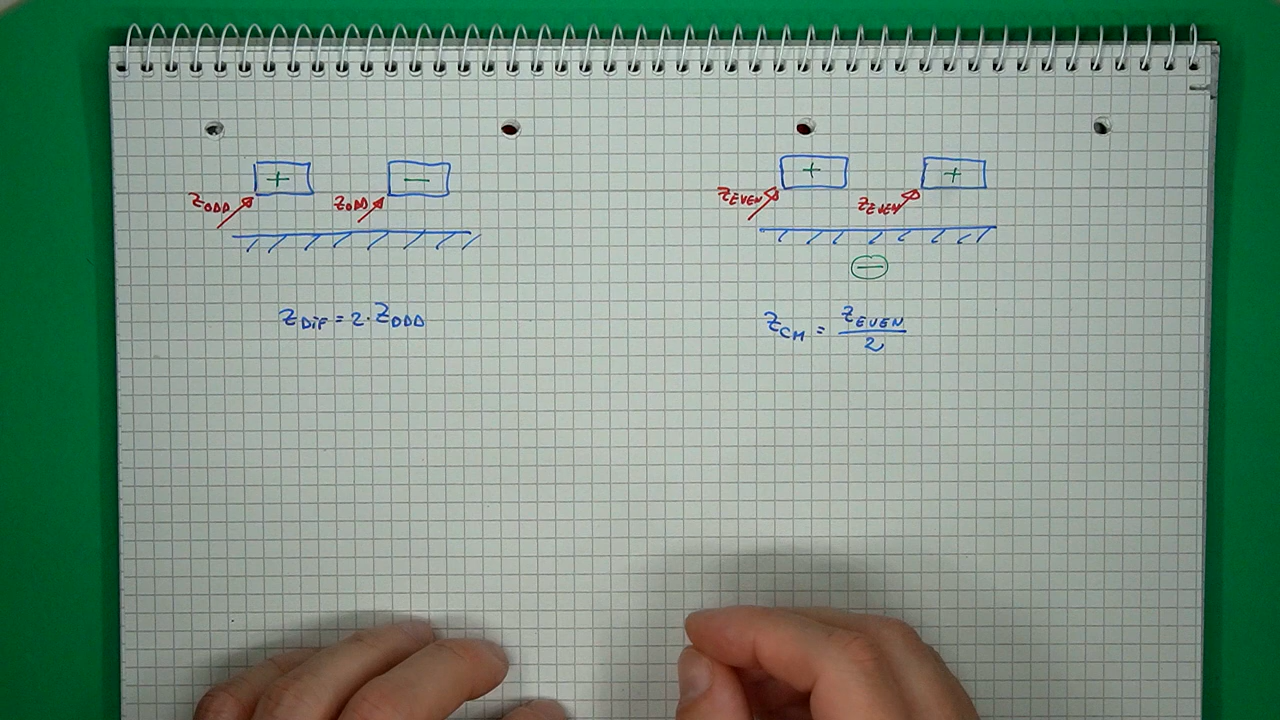 + − + +
Z_ODD Z_ODD Z_EVEN Z_EVEN
−
Z_DIF = 2 · Z_ODD
Z_CM = Z_EVEN / 2